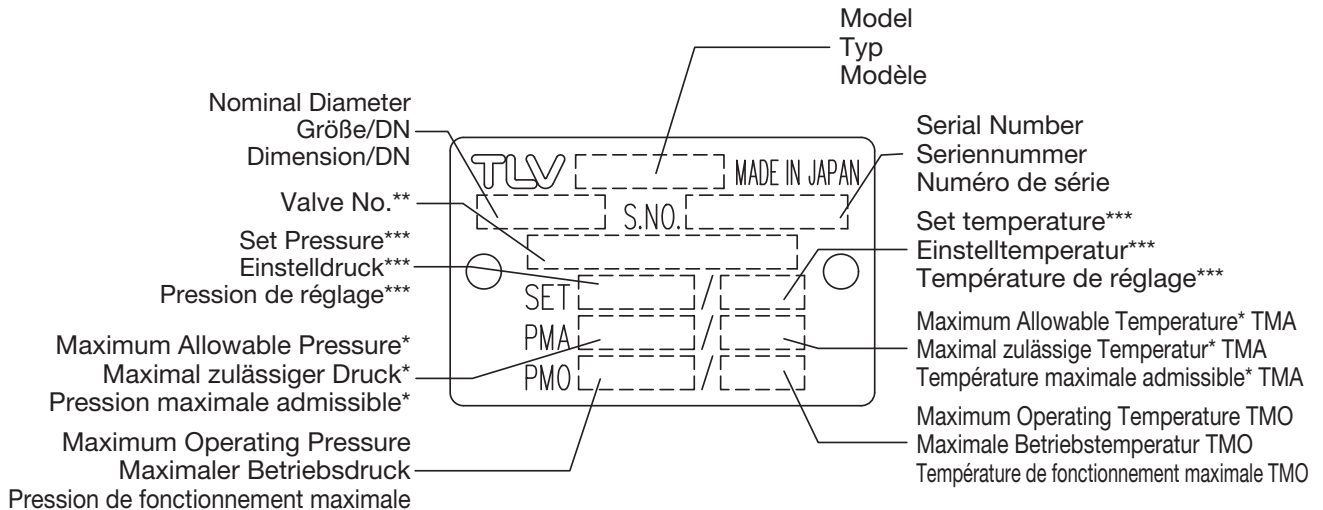 Model
Typ
Modèle
Nominal Diameter
Größe/DN
Dimension/DN
Valve No.**
Set Pressure***
Einstelldruck***
Pression de réglage***
Maximum Allowable Pressure*
Maximal zulässiger Druck*
Pression maximale admissible*
Maximum Operating Pressure
Maximaler Betriebsdruck
Pression de fonctionnement maximale
TLV MADE IN JAPAN
S.NO.
SET /
PMA /
PMO /
Serial Number
Seriennummer
Numéro de série
Set temperature***
Einstelltemperatur***
Température de réglage***
Maximum Allowable Temperature* TMA
Maximal zulässige Temperatur* TMA
Température maximale admissible* TMA
Maximum Operating Temperature TMO
Maximale Betriebstemperatur TMO
Température de fonctionnement maximale TMO